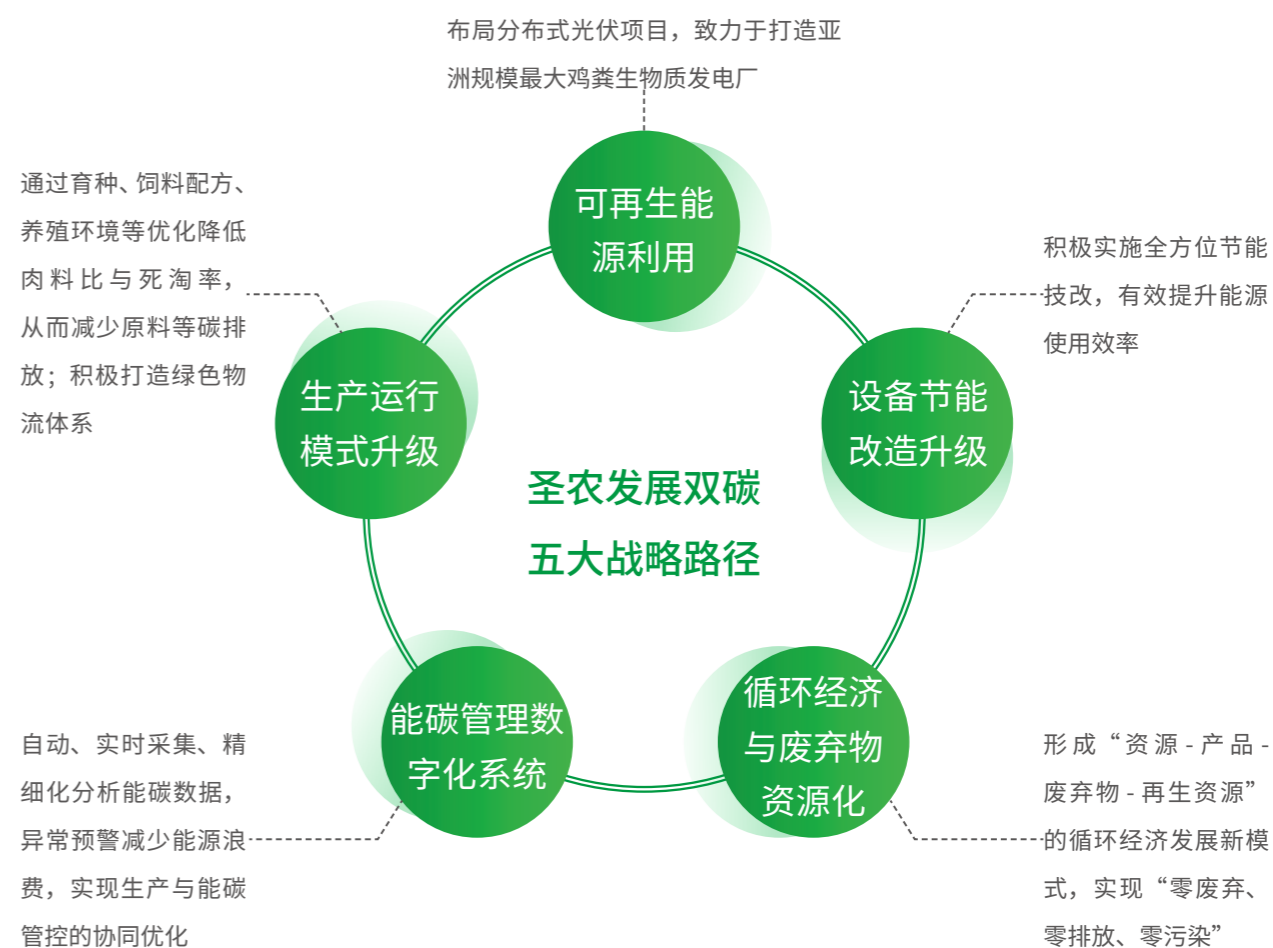 布局分布式光伏项目，致力于打造亚
洲规模最大鸡粪生物质发电厂
可再生能
源利用
积极实施全方位节能
技改，有效提升能源
使用效率
设备节能
改造升级
形成“资源-产品-
废弃物-再生资源”
的循环经济发展新模
式，实现“零废弃、
零排放、零污染”
循环经济
与废弃物
资源化
自动、实时采集、精
细化分析能碳数据，
异常预警减少能源浪
费，实现生产与能碳
管控的协同优化
能碳管理数
字化系统
通过育种、饲料配方、
养殖环境等优化降低
肉料比与死淘率，
从而减少原料等碳排
放；积极打造绿色物
流体系
生产运行
模式升级
圣农发展双碳
五大战略路径